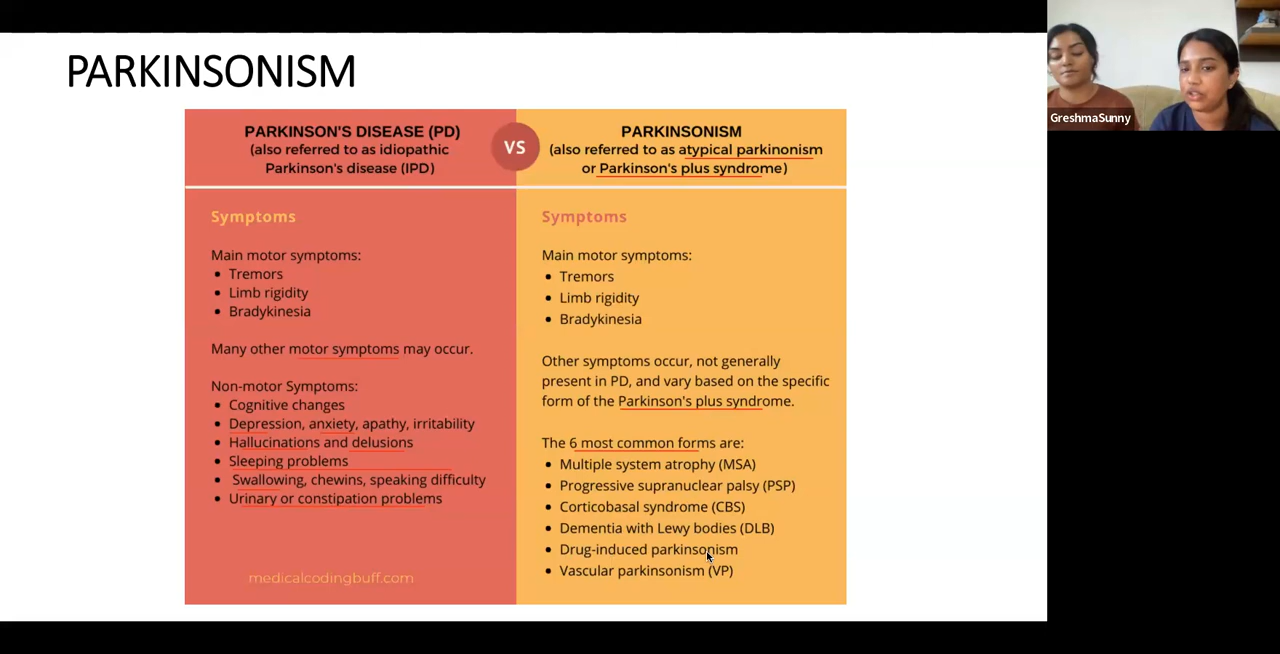 PARKINSONISM
PARKINSON'S DISEASE (PD)
(also referred to as idiopathic
Parkinson's disease (IPD)
VS
PARKINSONISM
(also referred to as atypical parkinonism
or Parkinson's plus syndrome)
Symptoms
Main motor symptoms:
• Tremors
• Limb rigidity
• Bradykinesia
Many other motor symptoms may occur.
Non-motor Symptoms:
• Cognitive changes
• Depression, anxiety, apathy, irritability
• Hallucinations and delusions
• Sleeping problems
• Swallowing, chewins, speaking difficulty
• Urinary or constipation problems
medicalcodingbuff.com
Symptoms
Main motor symptoms:
• Tremors
• Limb rigidity
• Bradykinesia
Other symptoms occur, not generally
present in PD, and vary based on the specific
form of the Parkinson's plus syndrome.
The 6 most common forms are:
• Multiple system atrophy (MSA)
• Progressive supranuclear palsy (PSP)
• Corticobasal syndrome (CBS)
• Dementia with Lewy bodies (DLB)
• Drug-induced parkinsonism
• Vascular parkinsonism (VP)
GreshmaSunny